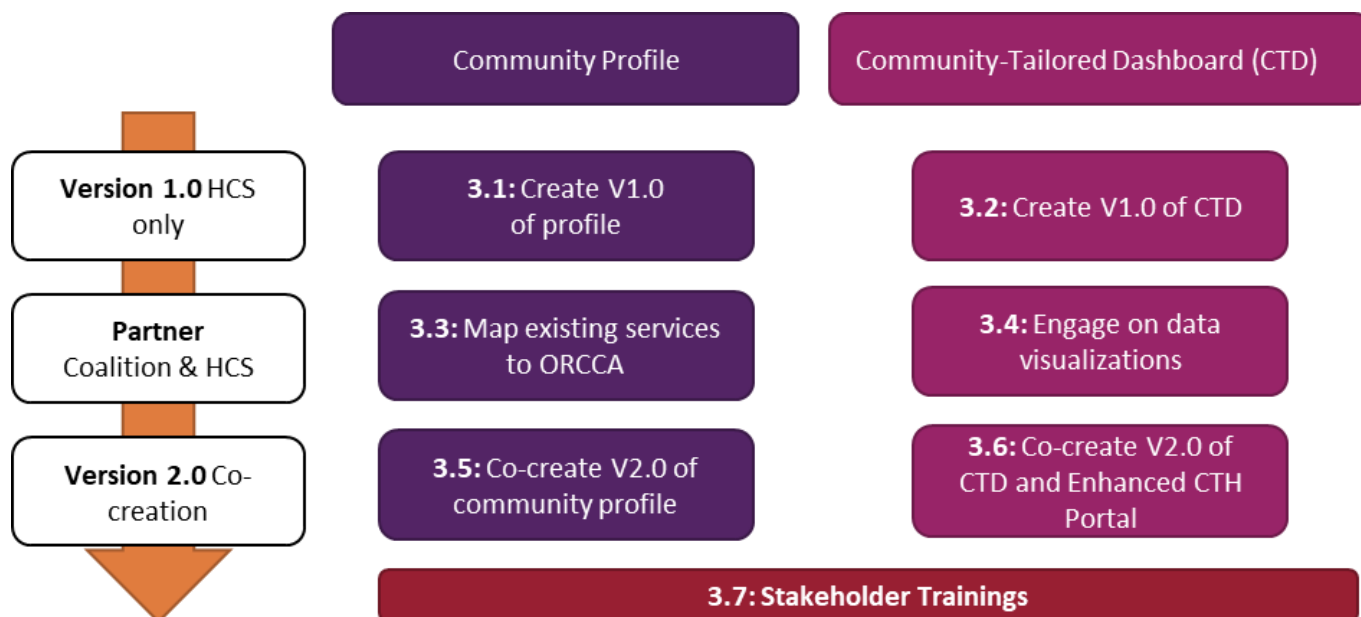 Community Profile
Community-Tailored Dashboard (CTD)
Version 1.0 HCS
only
3.1: Create V1.0
of profile
3.2: Create V1.0 of CTD
Partner
Coalition & HCS
3.3: Map existing services
to ORCCA
3.4: Engage on data
visualizations
Version 2.0 Co-
creation
3.5: Co-create V2.0 of
community profile
3.6: Co-create V2.0 of
CTD and Enhanced CTH
Portal
3.7: Stakeholder Trainings